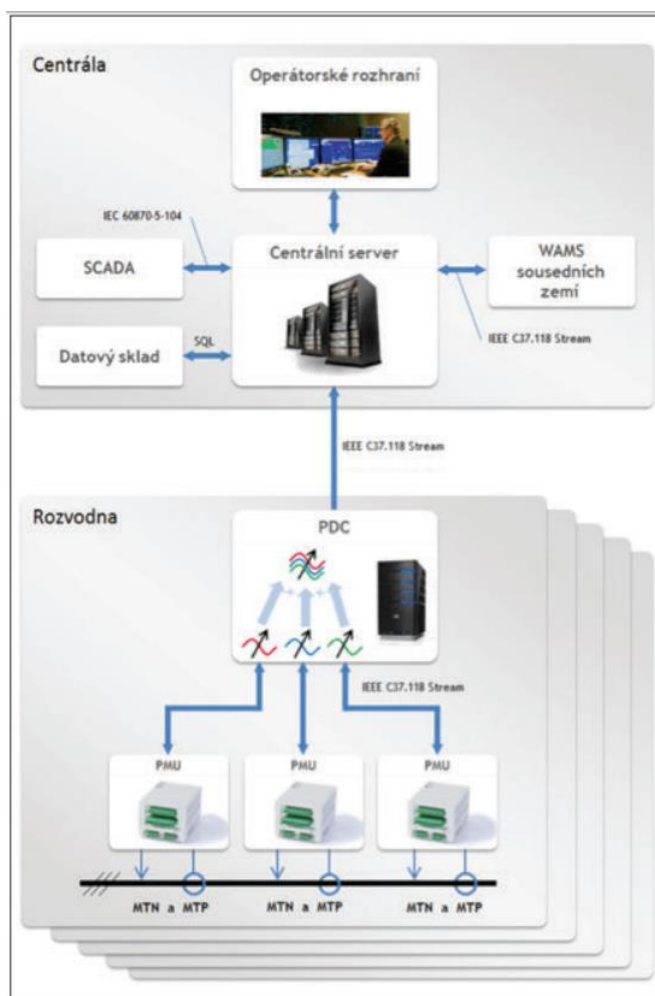 Centrála
Operátorské rozhraní
IEC 60870-5-104
SCADA
Centrální server
WAMS
sousedních
zemí
Datový sklad
SQL
IEEE C37.118 Stream
IEEE C37.118 Stream
Rozvodna
PDC
IEEE C37.118 Stream
PMU
PMU
PMU
MTN a MTP
MTN a MTP
MTN a MTP